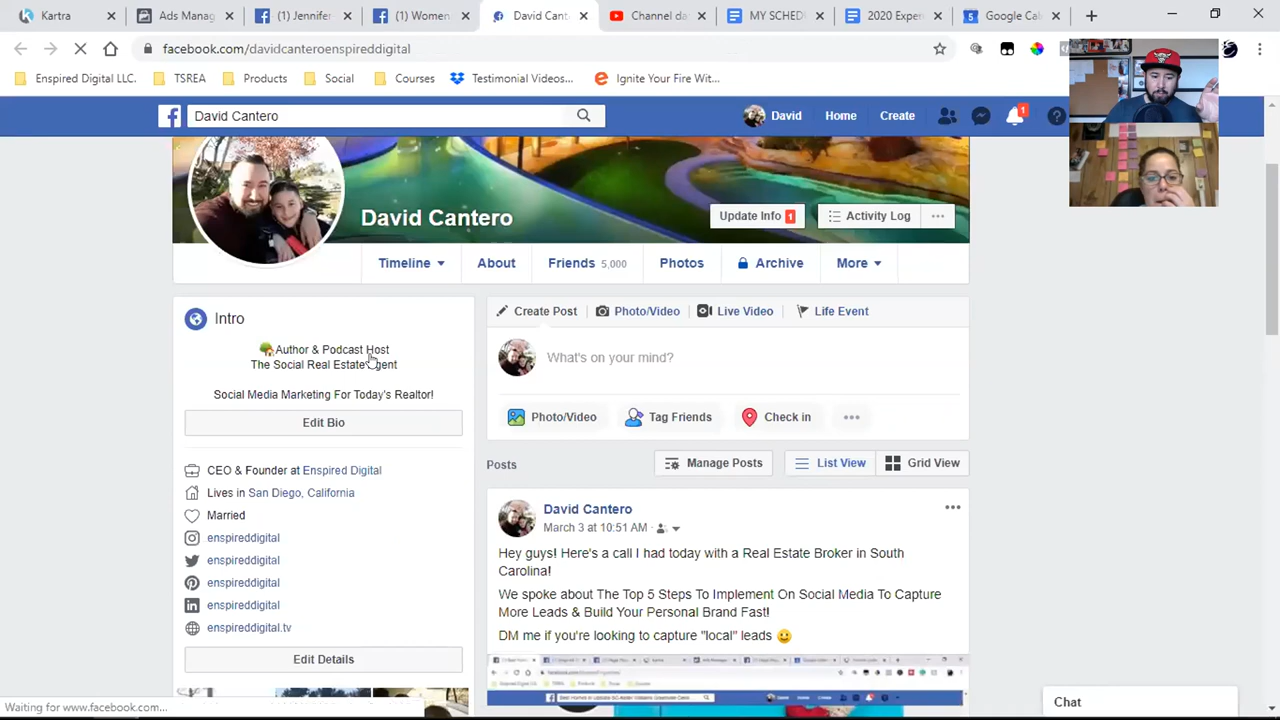 Kartra
Ads Manag
(1) Jennifer
(1) Women
David Cant
Channel da
MY SCHED
2020 Exper
Google Cal
facebook.com/davidcanteroenspireddigital
Enspired Digital LLC.
TSREA
Products
Social
Courses
Testimonial Videos...
Ignite Your Fire Wit...
David Cantero
David
Home
Create
1
David Cantero
Update Info 1
Activity Log
Timeline
About
Friends 5,000
Photos
Archive
More
Intro
Author & Podcast Host
The Social Real Estate Agent
Social Media Marketing For Today's Realtor!
Edit Bio
CEO & Founder at Enspired Digital
Lives in San Diego, California
Married
enspireddigital
enspireddigital
enspireddigital
enspireddigital
enspireddigital.tv
Edit Details
Create Post
Photo/Video
Live Video
Life Event
What's on your mind?
Photo/Video
Tag Friends
Check in
Posts
Manage Posts
List View
Grid View
David Cantero
March 3 at 10:51 AM
Hey guys! Here's a call I had today with a Real Estate Broker in South
Carolina!
We spoke about The Top 5 Steps To Implement On Social Media To Capture
More Leads & Build Your Personal Brand Fast!
DM me if you're looking to capture "local" leads
Waiting for www.facebook.com...
Chat